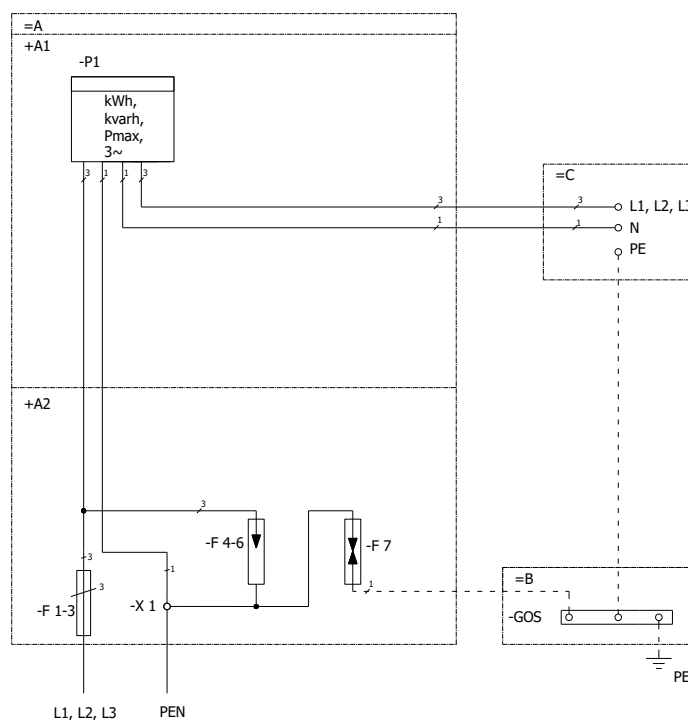 =A
+A1
-P1
kWh,
kvarh,
Pmax,
3~
3 1 1 3
=C
3 3 L1, L2, L3
1 1 N
PE
+A2
3
-F 4-6
-F 7
3
1
3
-F 1-3
-X 1
1
=B
-GOS
PE
L1, L2, L3 PEN